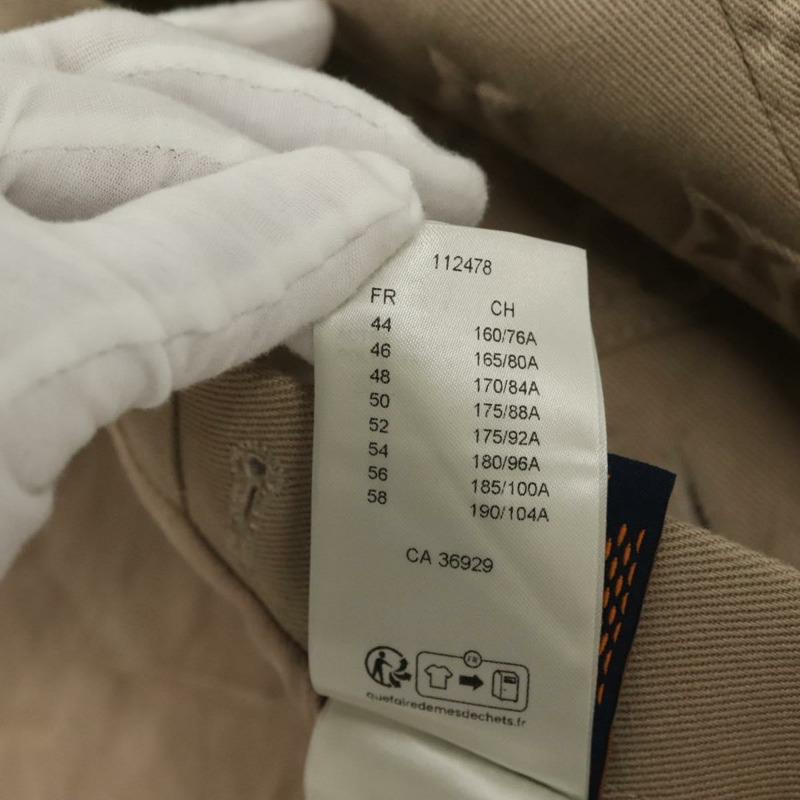 112478
FR CH
44 160/76A
46 165/80A
48 170/84A
50 175/88A
52 175/92A
54 180/96A
56 185/100A
58 190/104A
CA 36929
FR
quefairedemesdechets.fr